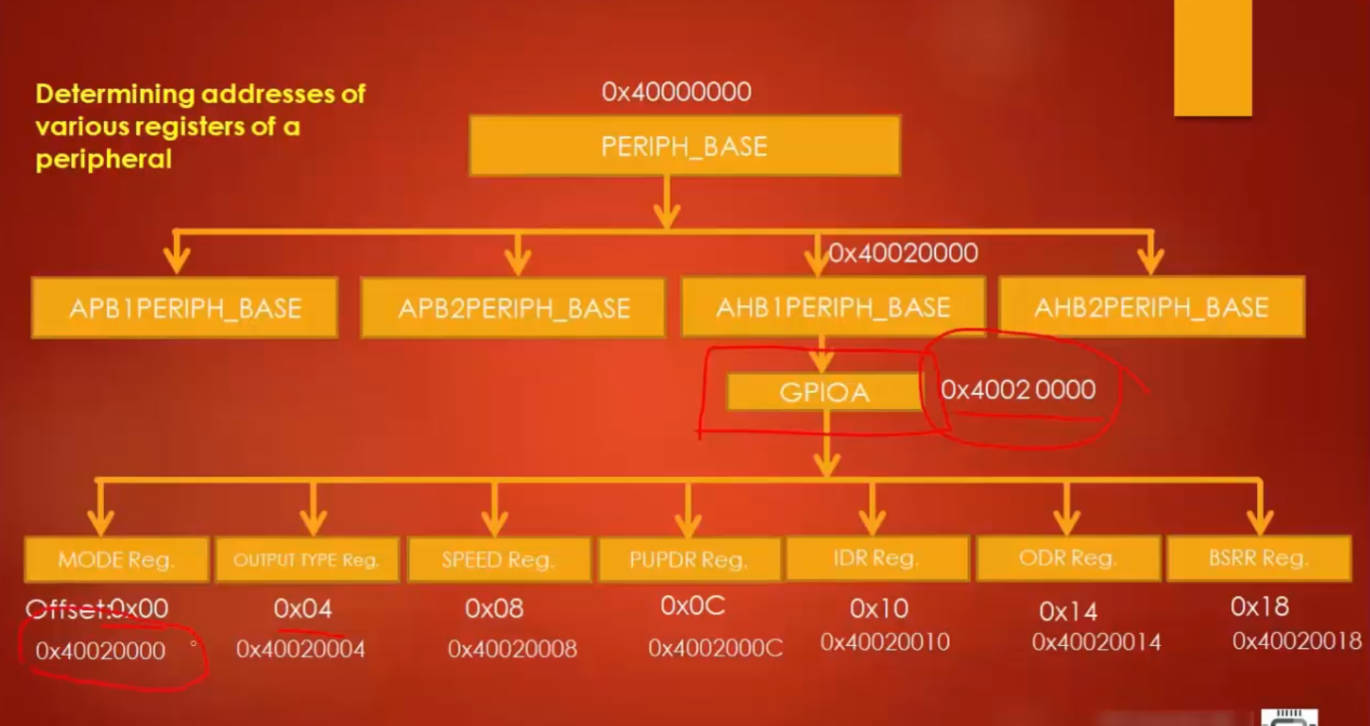 Determining addresses of
various registers of a
peripheral
0x40000000
PERIPH_BASE
0x40020000
APB1PERIPH_BASE
APB2PERIPH_BASE
AHB1PERIPH_BASE
AHB2PERIPH_BASE
GPIOA
0x4002 0000
MODE Reg.
OUTPUT TYPE Reg.
SPEED Reg.
PUPDR Reg.
IDR Reg.
ODR Reg.
BSRR Reg.
Offset:0x00
0x04
0x08
0x0C
0x10
0x14
0x18
0x40020000
0x40020004
0x40020008
0x4002000C
0x40020010
0x40020014
0x40020018